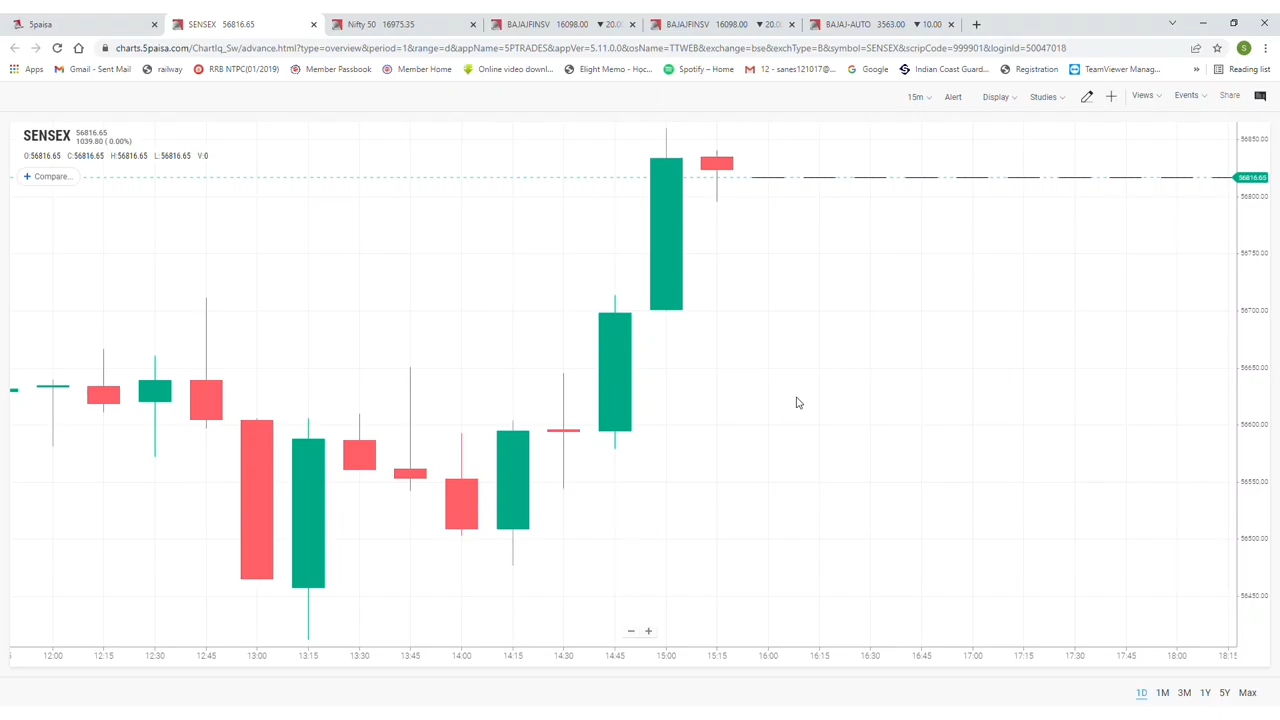 5paisa SENSEX 56816.65 Nifty 50 16975.35 BAJAJFINSV 16098.00 ▼20.0 BAJAJFINSV 16098.00 ▼20.0 BAJAJ-AUTO 3563.00 ▼10.00
charts.5paisa.com/ChartIq_Sw/advance.html?type=overview&period=1&range=d&appName=5PTRADES&appVer=5.11.0.0&osName=TTWEB&exchange=bse&exchType=B&symbol=SENSEX&scripCode=999901&loginId=50047018 S
Apps Gmail - Sent Mail railway RRB NTPC(01/2019) Member Passbook Member Home Online video downl... Elight Memo - Học... Spotify – Home 12 - sanes121017@... Google Indian Coast Guard... Registration TeamViewer Manag... » Reading list
15m Alert Display Studies Views Events Share
SENSEX 56816.65
1039.80 ( 0.00%)
O:56816.65 C:56816.65 H:56816.65 L:56816.65 V:0
+ Compare...
56850.00
56816.65
56800.00
56750.00
56700.00
56650.00
56600.00
56550.00
56500.00
56450.00
12:00 12:15 12:30 12:45 13:00 13:15 13:30 13:45 14:00 14:15 14:30 14:45 15:00 15:15 16:00 16:15 16:30 16:45 17:00 17:15 17:30 17:45 18:00 18:15
1D 1M 3M 1Y 5Y Max